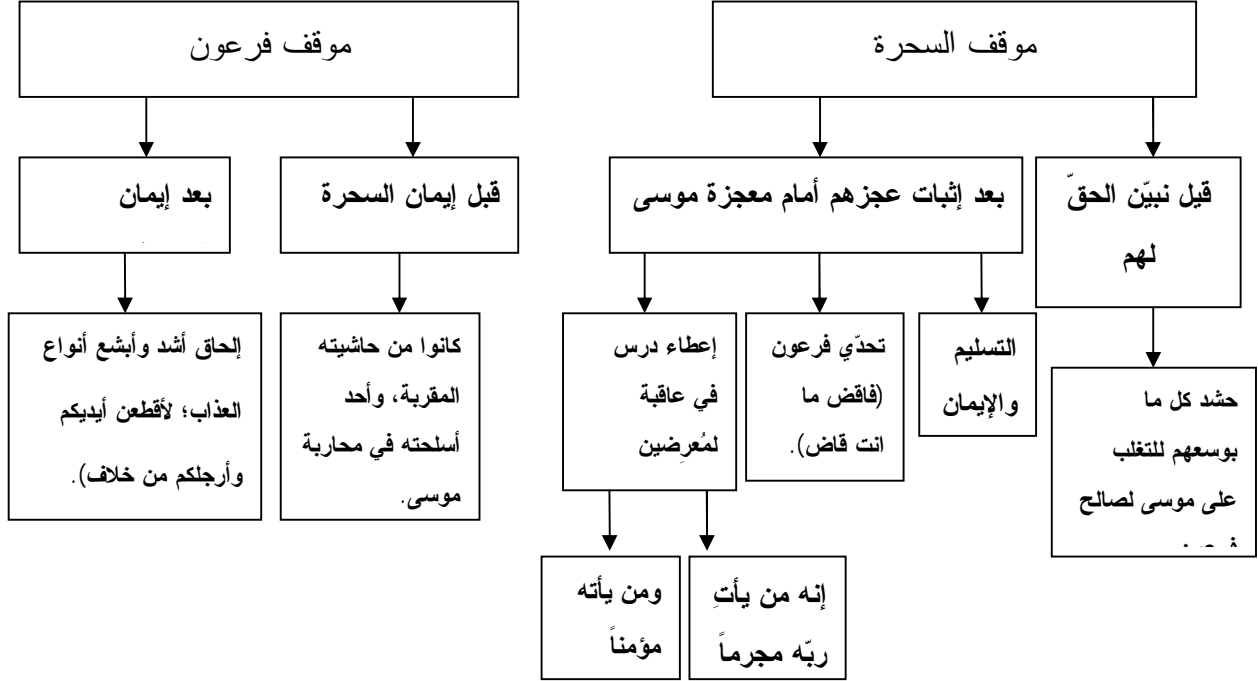 موقف السحرة
موقف فرعون
قيل نبيّن الحقّ
لهم
بعد إثبات عجزهم أمام معجزة موسى
قبل إيمان السحرة
بعد إيمان
حشد كل ما
بوسعهم للتغلب
على موسى لصالح
التسليم
والإيمان
تحدّي فرعون
(فاقض ما
انت قاض).
إعطاء درس
في عاقبة
لمُعرِضين
كانوا من حاشيته
المقربة، وأحد
أسلحته في محاربة
موسى.
إلحاق أشد وأبشع أنواع
العذاب؛ لأقطعن أيديكم
وأرجلكم من خلاف).
إنه من يأتِ
ربّه مجرماً
ومن يأته
مؤمناً